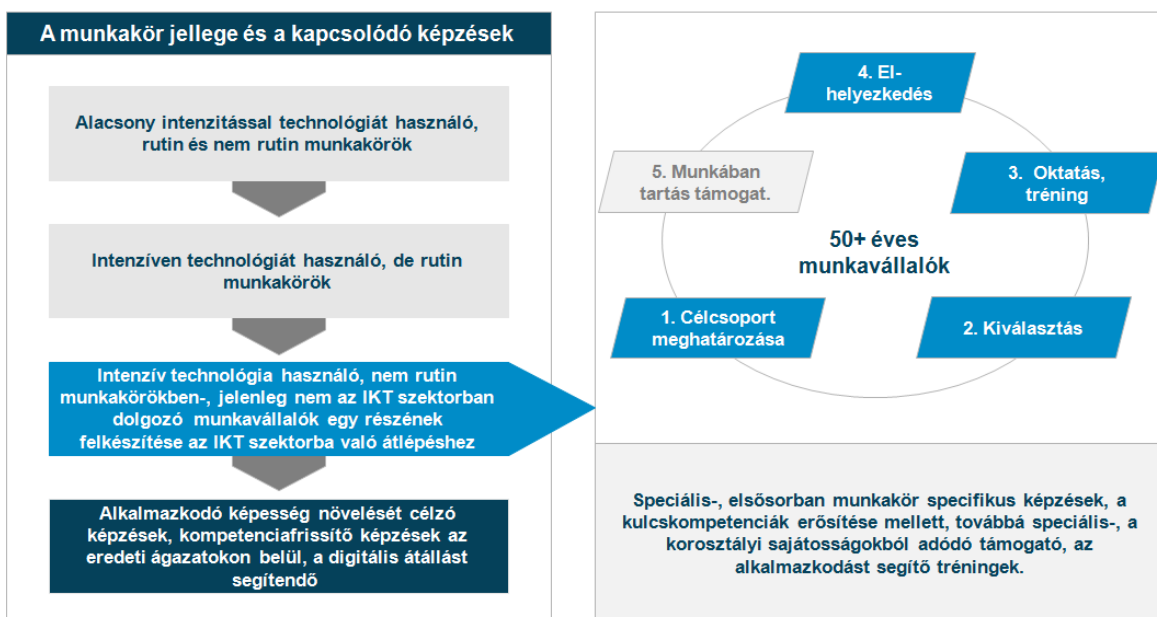 A munkakör jellege és a kapcsolódó képzések
Alacsony intenzitással technológiát használó,
rutin és nem rutin munkakörök
Intenzíven technológiát használó, de rutin
munkakörök
Intenzív technológia használó, nem rutin
munkakörökben-, jelenleg nem az IKT szektorban
dolgozó munkavállalók egy részének
felkészítése az IKT szektorba való átlépéshez
Alkalmazkodó képesség növelését célzó
képzések, kompetenciafrissítő képzések az
eredeti ágazatokon belül, a digitális átállást
segítendő
4. El-
helyezkedés
5. Munkában
tartás támogat.
3. Oktatás,
tréning
50+ éves
munkavállalók
1. Célcsoport
meghatározása
2. Kiválasztás
Speciális-, elsősorban munkakör specifikus képzések, a
kulcskompetenciák erősítése mellett, továbbá speciális-, a
korosztályi sajátosságokból adódó támogató, az
alkalmazkodást segítő tréningek.